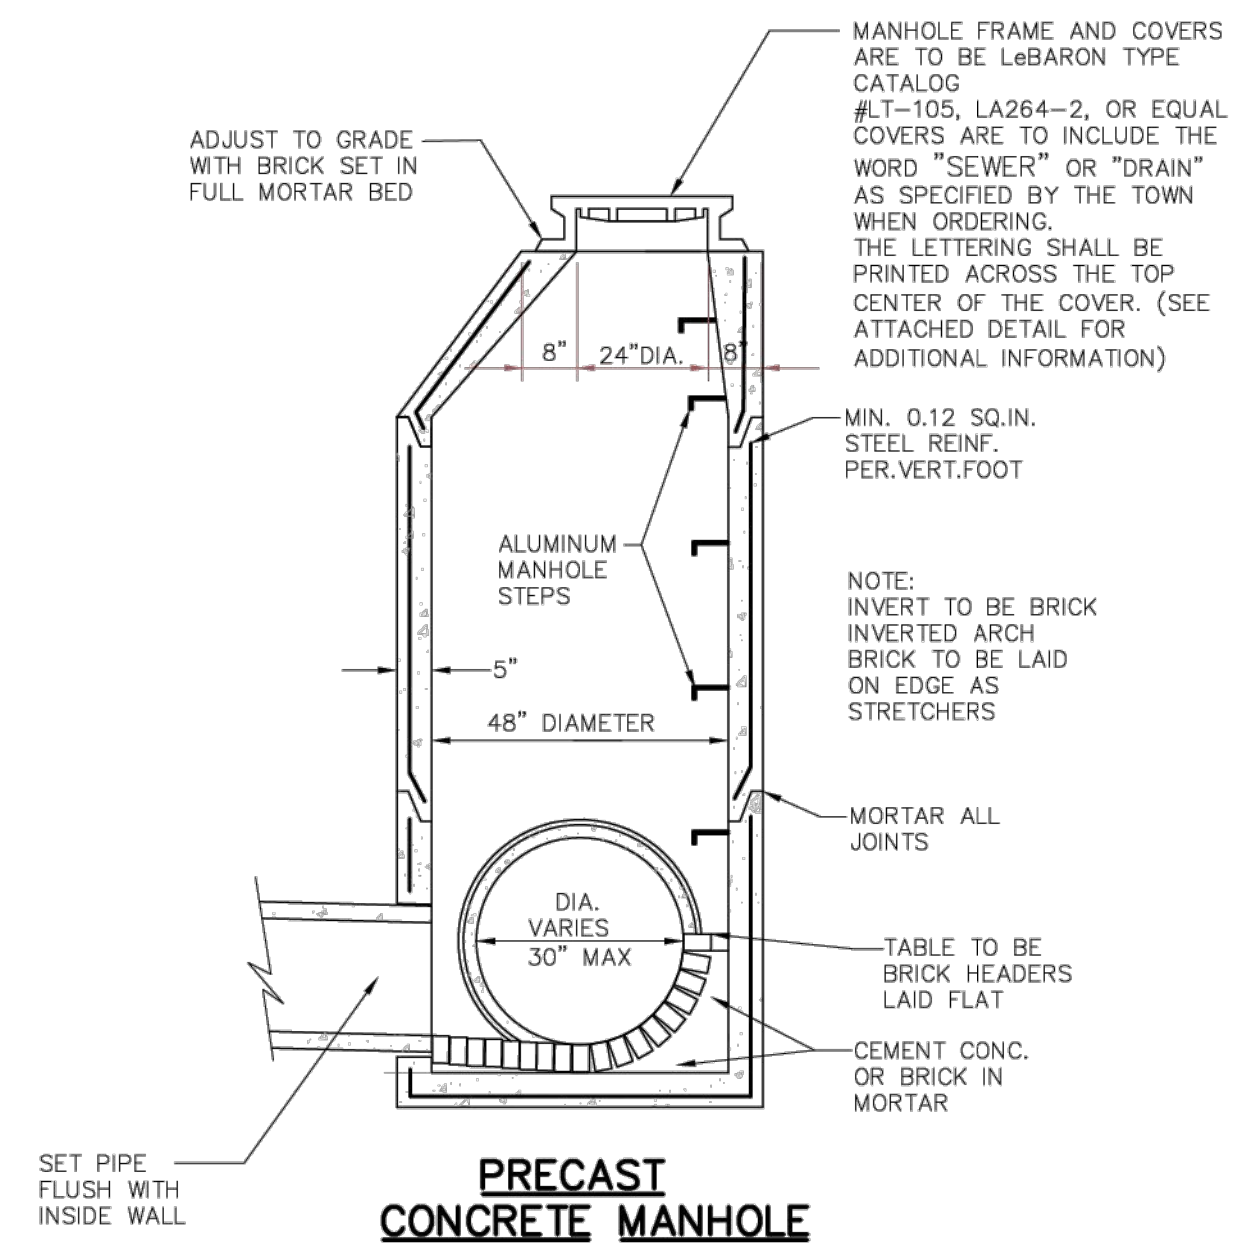 MANHOLE FRAME AND COVERS
ARE TO BE LeBARON TYPE
CATALOG
#LT-105, LA264-2, OR EQUAL
COVERS ARE TO INCLUDE THE
WORD "SEWER" OR "DRAIN"
AS SPECIFIED BY THE TOWN
WHEN ORDERING.
THE LETTERING SHALL BE
PRINTED ACROSS THE TOP
CENTER OF THE COVER. (SEE
ATTACHED DETAIL FOR
ADDITIONAL INFORMATION)
ADJUST TO GRADE
WITH BRICK SET IN
FULL MORTAR BED
8"
24"DIA.
8"
MIN. 0.12 SQ.IN.
STEEL REINF.
PER.VERT.FOOT
ALUMINUM
MANHOLE
STEPS
NOTE:
INVERT TO BE BRICK
INVERTED ARCH
BRICK TO BE LAID
ON EDGE AS
STRETCHERS
5"
48" DIAMETER
MORTAR ALL
JOINTS
DIA.
VARIES
30" MAX
TABLE TO BE
BRICK HEADERS
LAID FLAT
CEMENT CONC.
OR BRICK IN
MORTAR
SET PIPE
FLUSH WITH
INSIDE WALL
PRECAST
CONCRETE MANHOLE